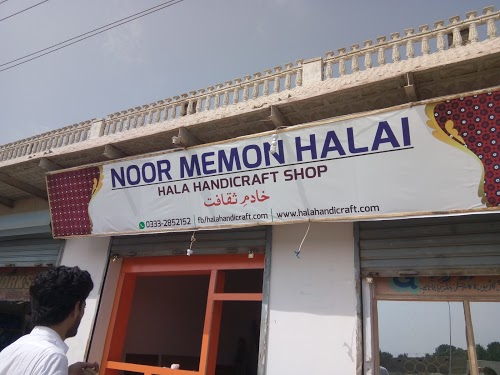 NOOR MEMON HALAI
HALA HANDICRAFT SHOP
خادم ثقافت
0333-2852152 | fb/halahandicraft.com | www.halahandicraft.com